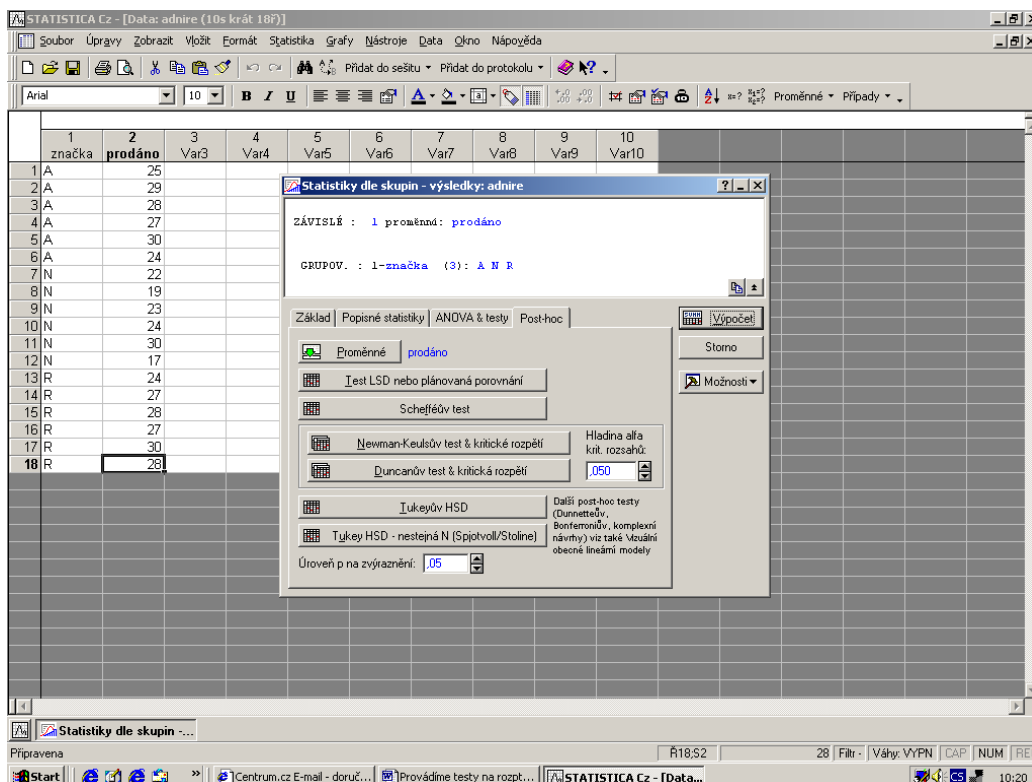 STATISTICA Cz - [Data: adnire (10s krát 18ř)]
Soubor Úpravy Zobrazit Vložit Formát Statistika Grafy Nástroje Data Okno Nápověda
Přidat do sešitu Přidat do protokolu
Arial 10 B I U Proměnné Případy
1 2 3 4 5 6 7 8 9 10
značka prodáno Var3 Var4 Var5 Var6 Var7 Var8 Var9 Var10
1 A 25
2 A 29
3 A 28
4 A 27
5 A 30
6 A 24
7 N 22
8 N 19
9 N 23
10 N 24
11 N 30
12 N 17
13 R 24
14 R 27
15 R 28
16 R 27
17 R 30
18 R 28
Statistiky dle skupin - výsledky: adnire
ZÁVISLÉ : 1 proměnná: prodáno
GRUPOV. : 1-značka (3): A N R
Základ Popisné statistiky ANOVA & testy Post-hoc
Výpočet
Storno
Možnosti
Proměnné prodáno
Test LSD nebo plánovaná porovnání
Schefféův test
Newman-Keulsův test & kritické rozpětí
Duncanův test & kritická rozpětí
Hladina alfa
krit. rozsahů:
,050
Tukeyův HSD
Tukey HSD - nestejná N (Spjotvoll/Stoline)
Další post-hoc testy
(Dunnetteův,
Bonferroniův, komplexní
návrhy) viz také Vizuální
obecné lineární modely
Úroveň p na zvýraznění: ,05
Statistiky dle skupin -...
Připravena Ř18;S2 28 Filtr - Váhy: VYPN CAP NUM RE
Start Centrum.cz E-mail - doruč... Provádíme testy na rozpt... STATISTICA Cz - [Data... CS 10:20